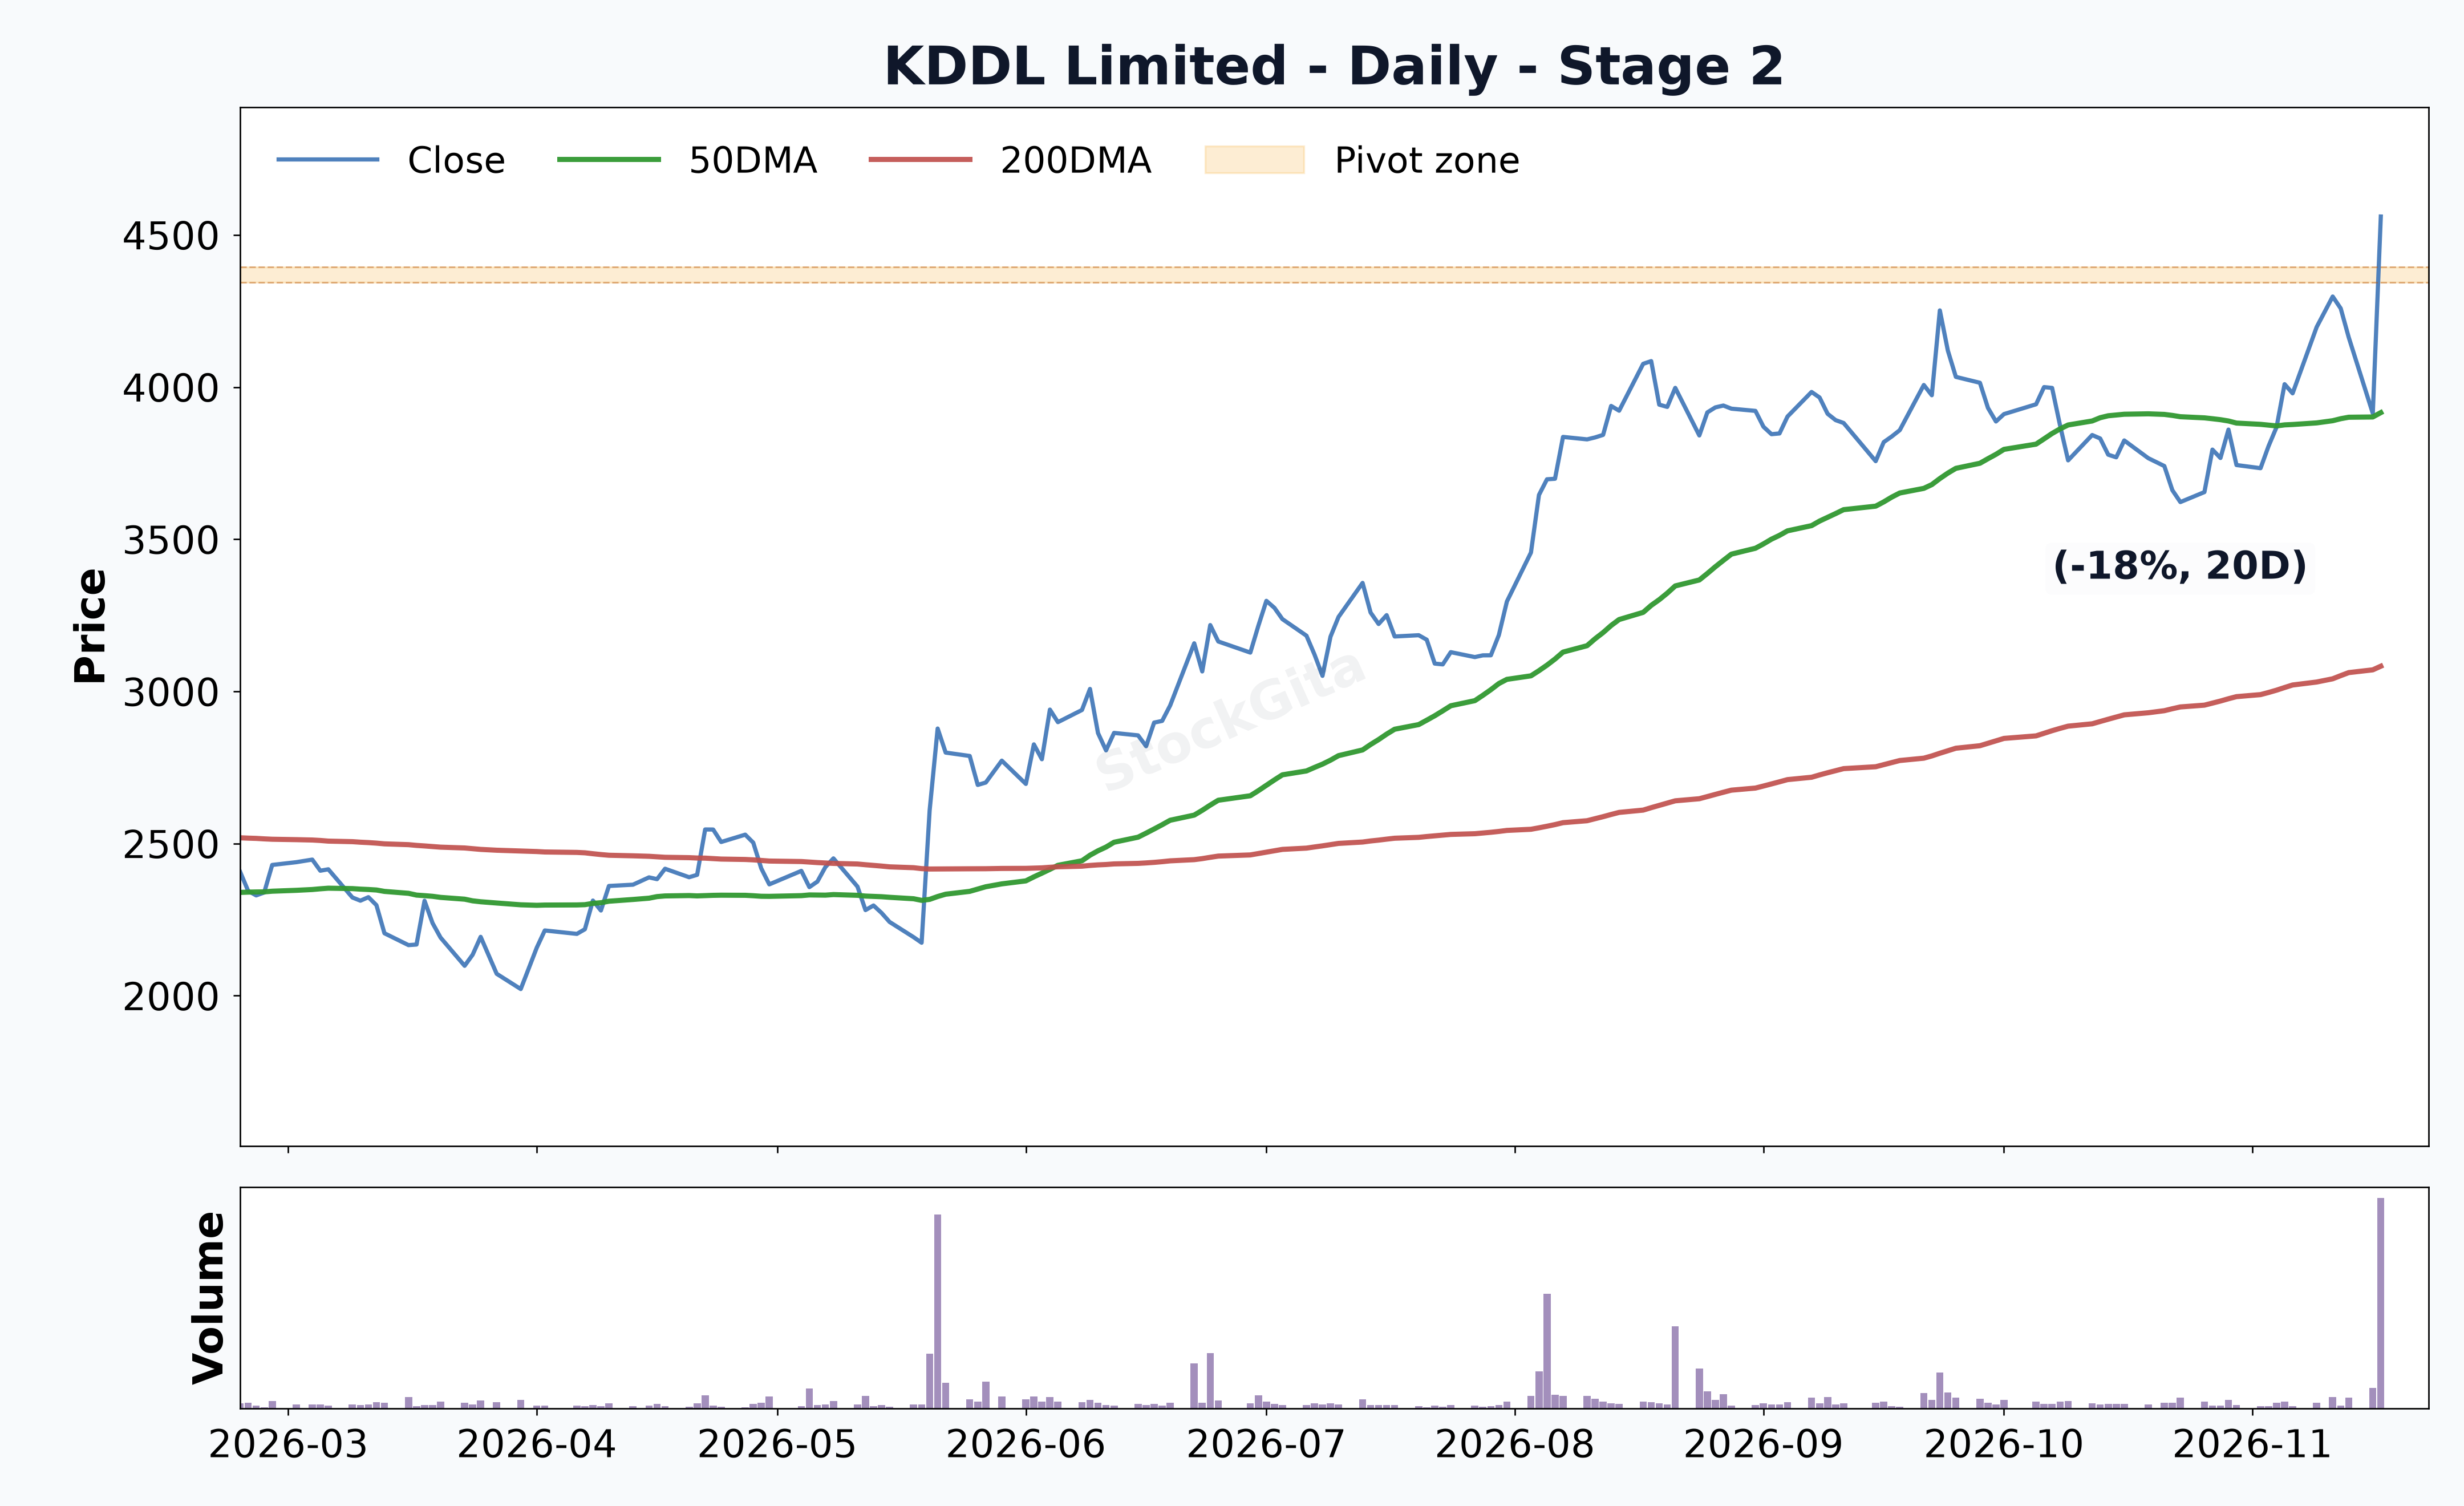 KDDL Limited - Daily - Stage 2
Close 50DMA 200DMA Pivot zone
4500
4000
3500
3000
2500
2000
Price
(-18%, 20D)
StockGita
Volume
2026-03 2026-04 2026-05 2026-06 2026-07 2026-08 2026-09 2026-10 2026-11